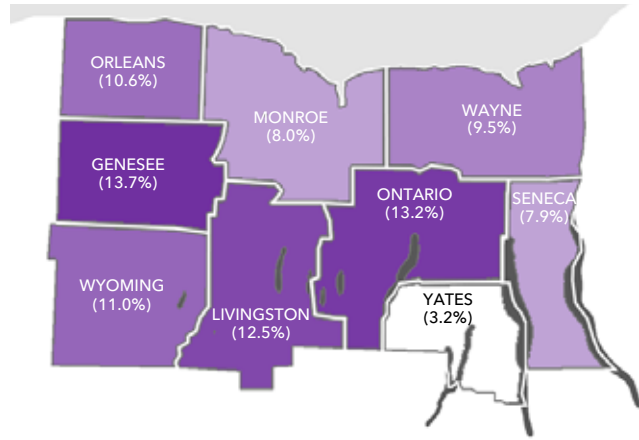 ORLEANS
(10.6%)
MONROE
(8.0%)
WAYNE
(9.5%)
GENESEE
(13.7%)
ONTARIO
(13.2%)
SENECA
(7.9%)
WYOMING
(11.0%)
LIVINGSTON
(12.5%)
YATES
(3.2%)